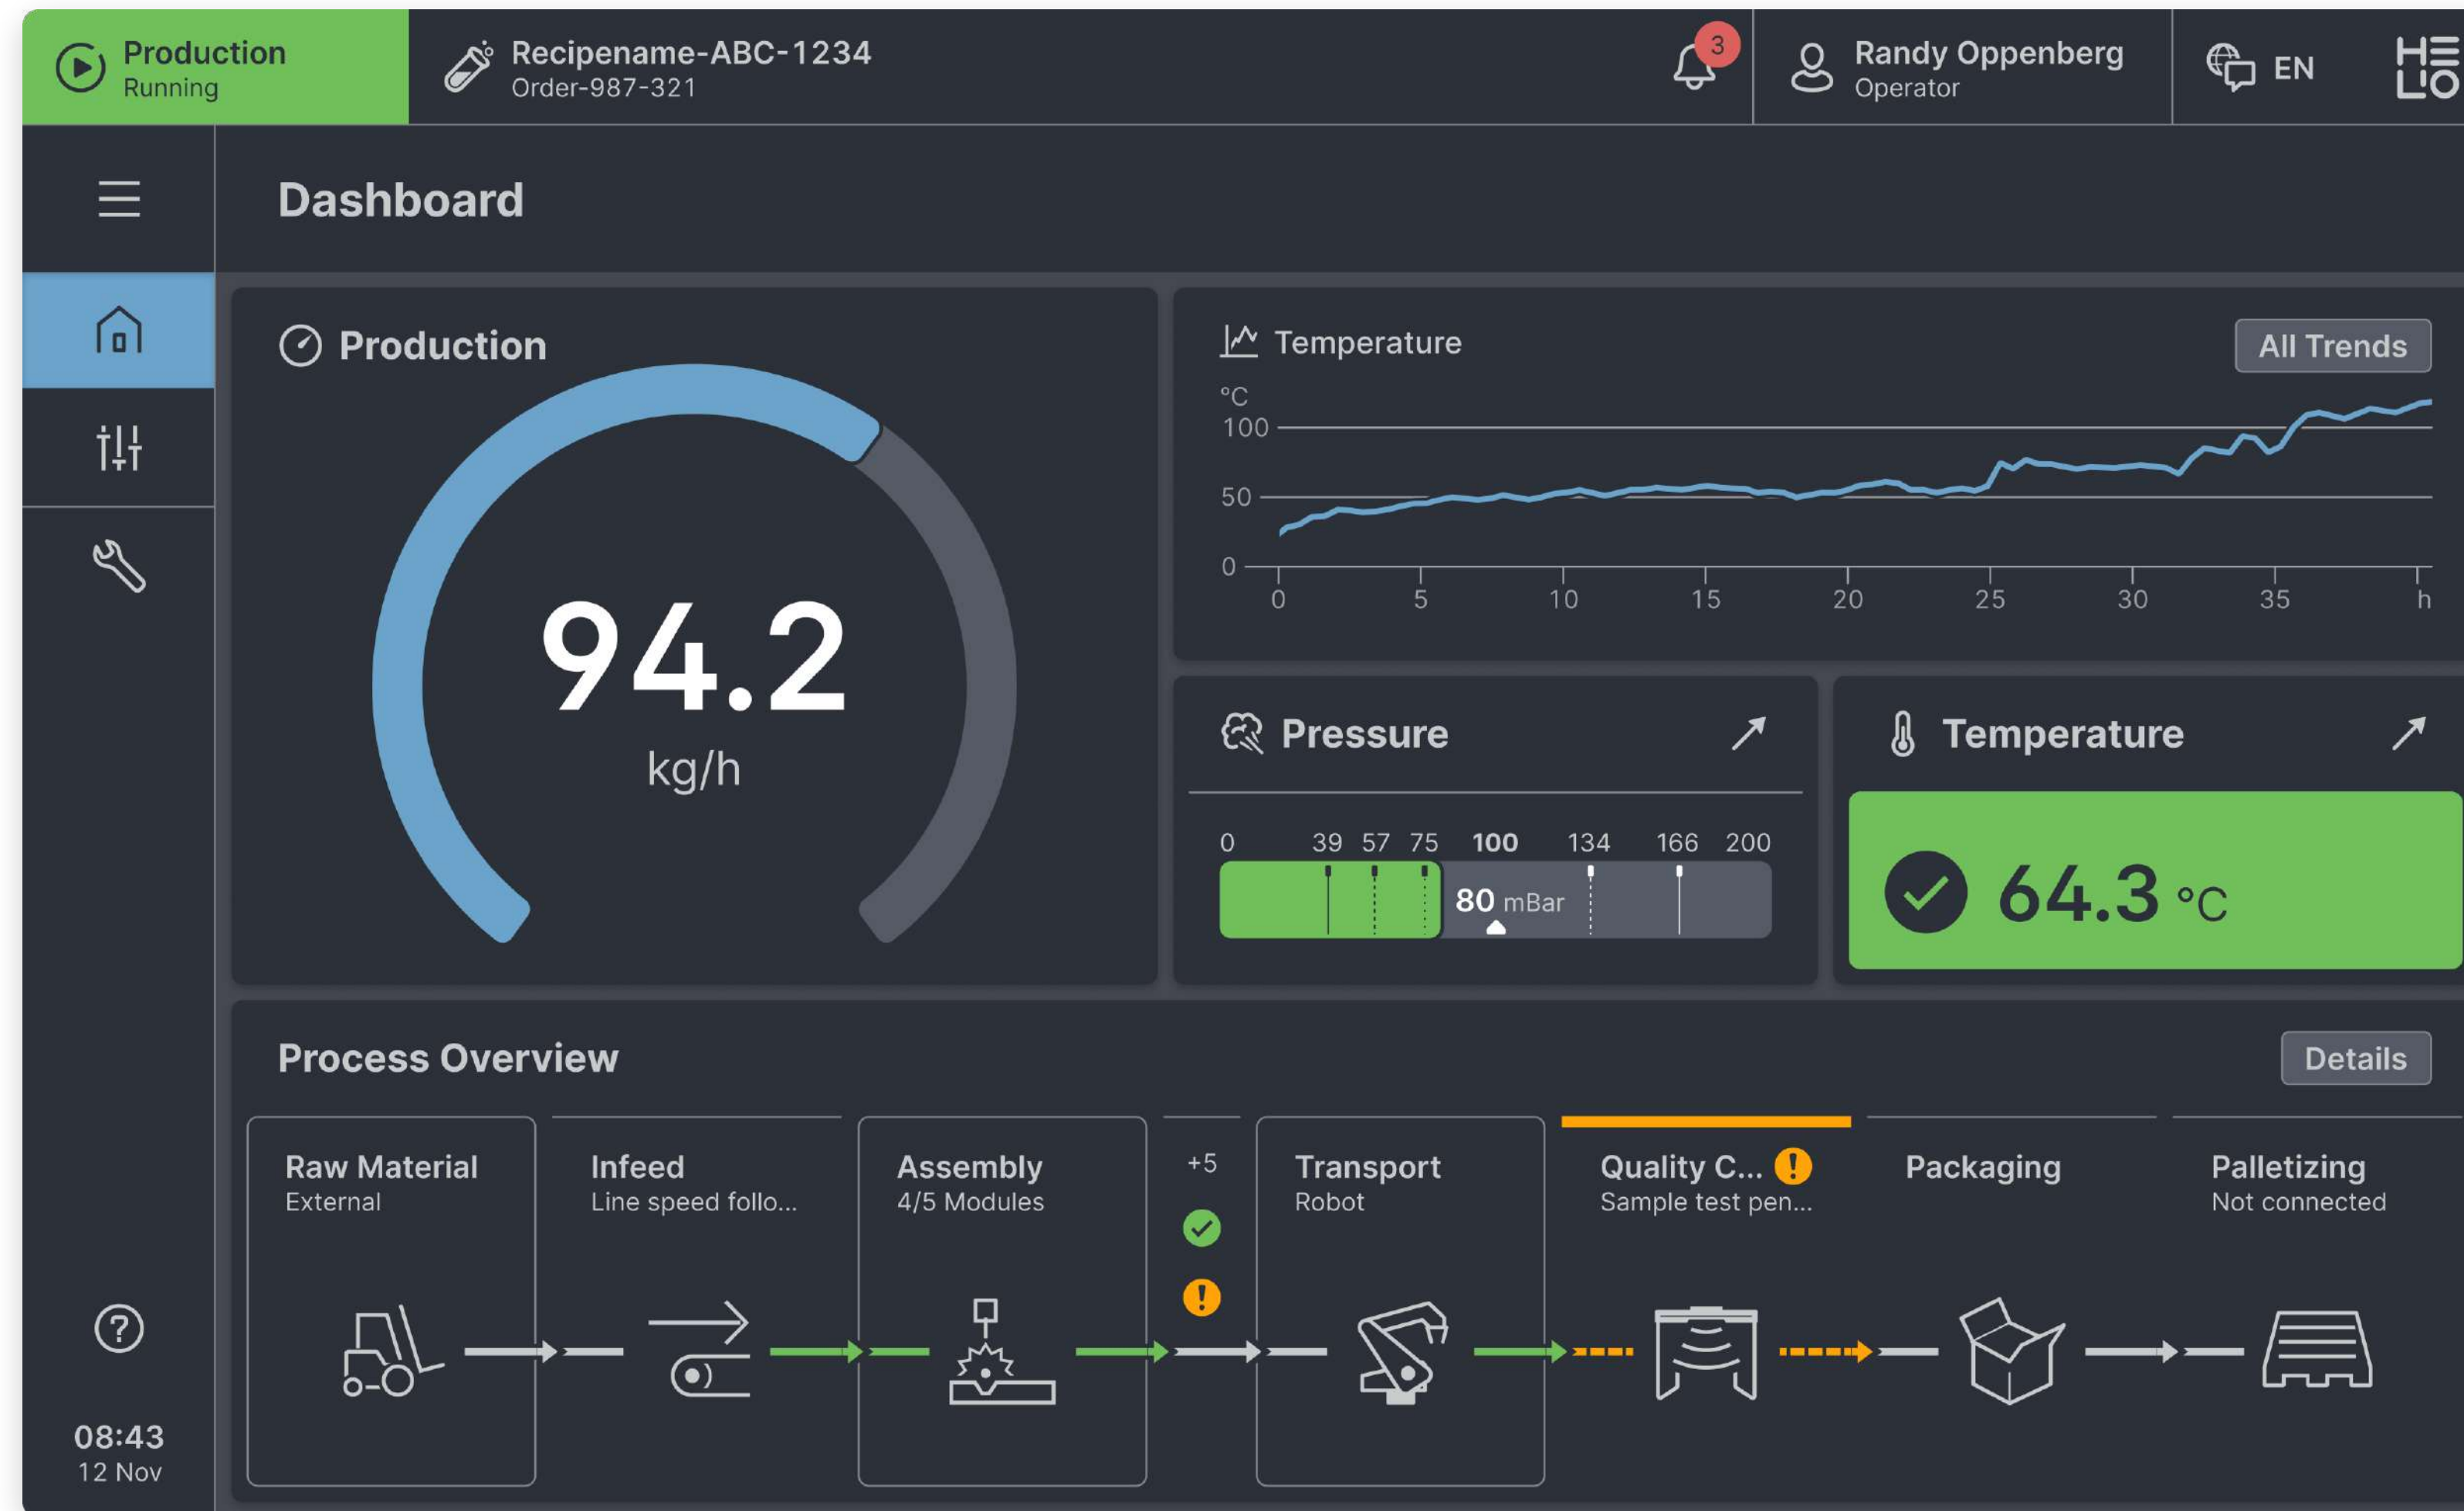 Production
Running
Recipename-ABC-1234
Order-987-321
3
Randy Oppenberg
Operator
EN
HELIO
Dashboard
Production
94.2
kg/h
Temperature
All Trends
°C
100
50
0
0 5 10 15 20 25 30 35 h
Pressure
0 39 57 75 100 134 166 200
80 mBar
Temperature
64.3 °C
Process Overview
Details
Raw Material
External
Infeed
Line speed follo...
Assembly
4/5 Modules
+5
Transport
Robot
Quality C...
Sample test pen...
Packaging
Palletizing
Not connected
08:43
12 Nov